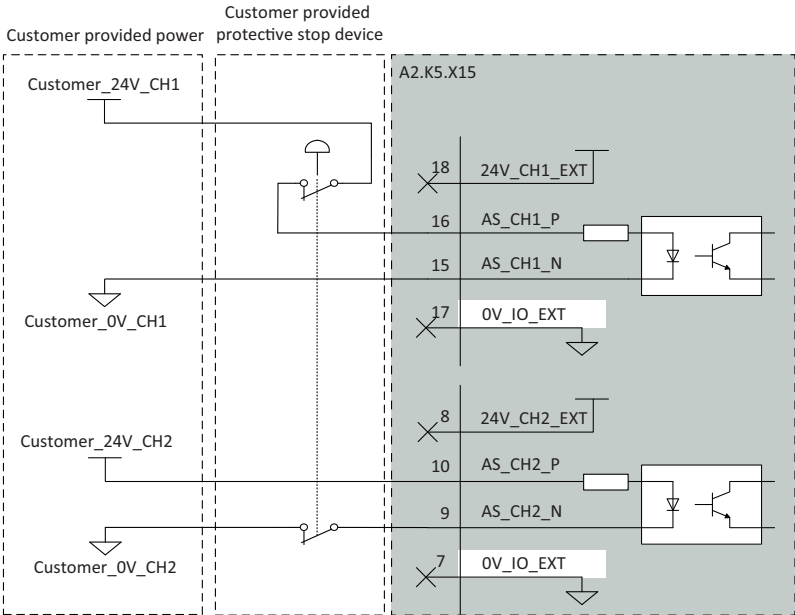 Customer provided power
Customer provided
protective stop device
A2.K5.X15
Customer_24V_CH1
18
24V_CH1_EXT
16
AS_CH1_P
15
AS_CH1_N
Customer_0V_CH1
17
0V_IO_EXT
8
24V_CH2_EXT
Customer_24V_CH2
10
AS_CH2_P
9
AS_CH2_N
Customer_0V_CH2
7
0V_IO_EXT